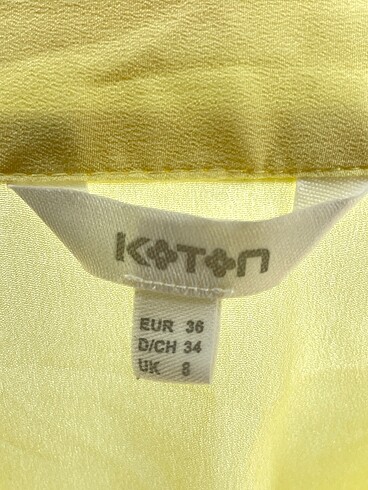 KOTON
EUR 36
D/CH 34
UK 8